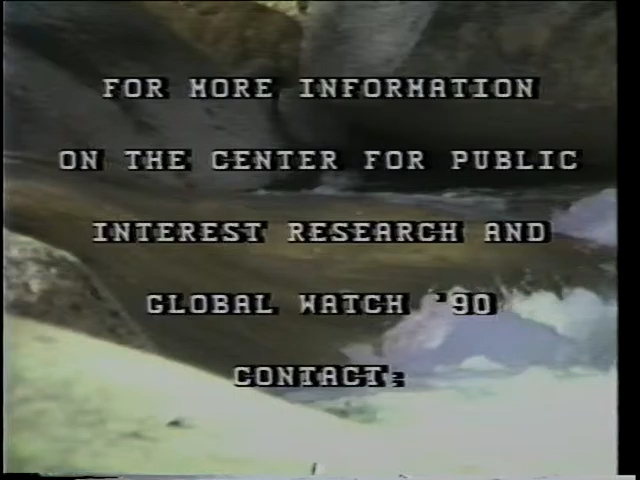 FOR MORE INFORMATION
ON THE CENTER FOR PUBLIC
INTEREST RESEARCH AND
GLOBAL WATCH '90
CONTACT: